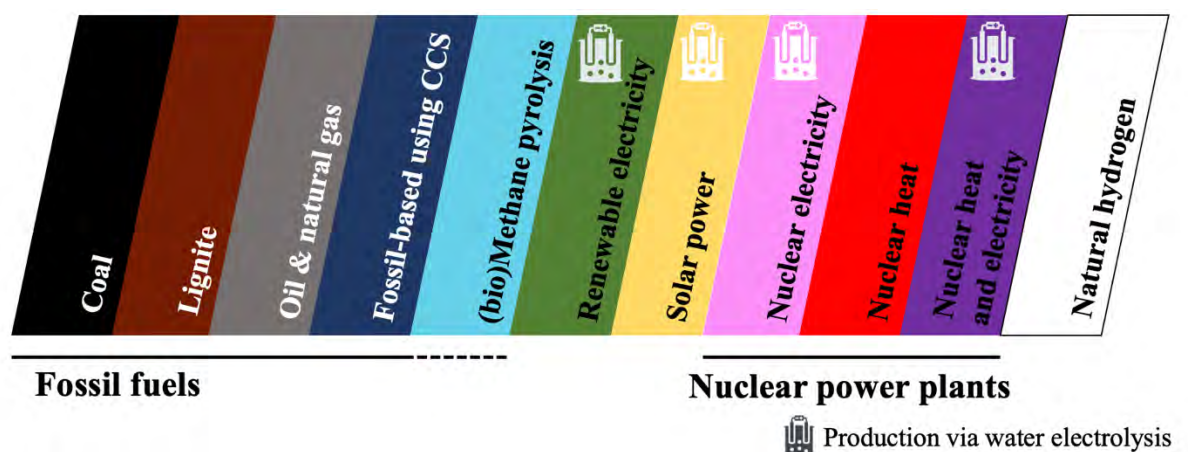 Coal
Lignite
Oil & natural gas
Fossil-based using CCS
(bio)Methane pyrolysis
Renewable electricity
Solar power
Nuclear electricity
Nuclear heat
Nuclear heat
and electricity
Natural hydrogen
Fossil fuels
Nuclear power plants
Production via water electrolysis